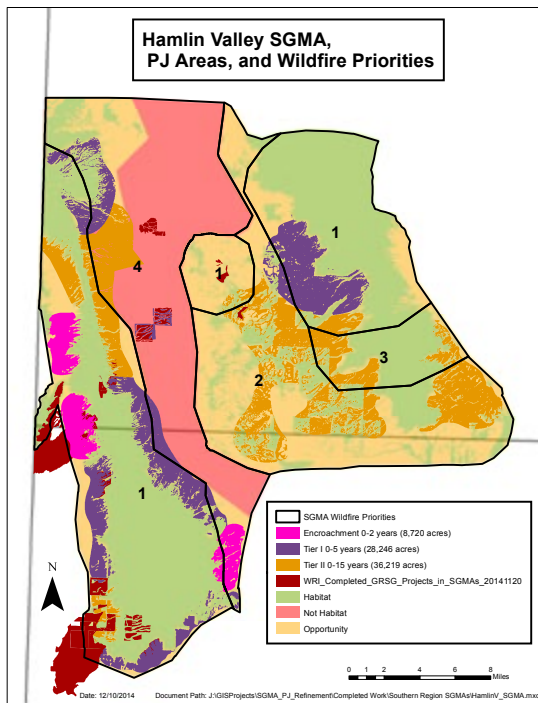 Hamlin Valley SGMA,
PJ Areas, and Wildfire Priorities
1
4
1
3
2
1
SGMA Wildfire Priorities
Encroachment 0-2 years (8,720 acres)
Tier I 0-5 years (28,246 acres)
Tier II 0-15 years (36,219 acres)
WRI_Completed_GRSG_Projects_in_SGMAs_20141120
Habitat
Not Habitat
Opportunity
N
0 1 2 4 6 8
Miles
Date: 12/10/2014 Document Path: J:\GISProjects\SGMA_PJ_Refinement\Completed Work\Southern Region SGMAs\HamlinV_SGMA.mxd